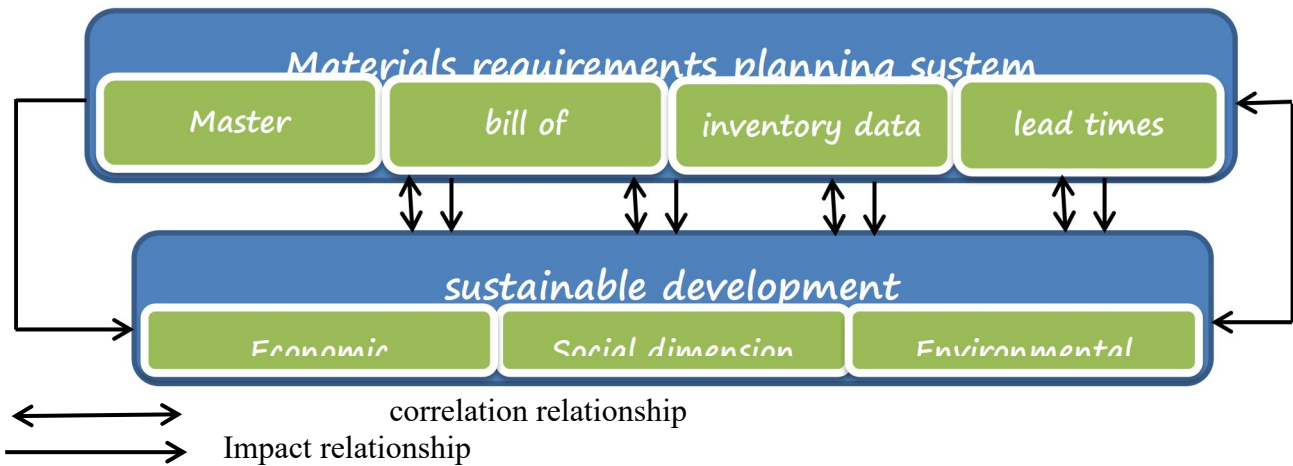 Materials requirements planning system
Master
bill of
inventory data
lead times
sustainable development
Economic
Social dimension
Environmental
correlation relationship
Impact relationship